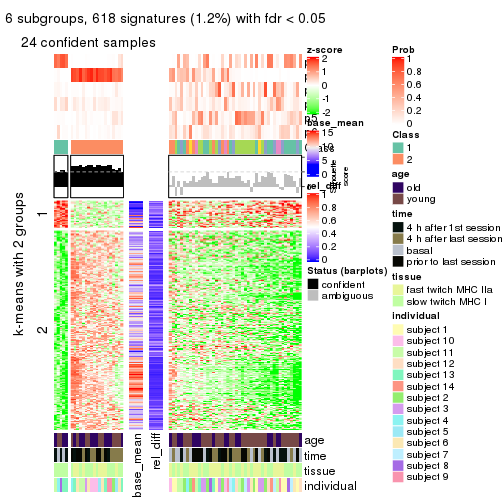 6 subgroups, 618 signatures (1.2%) with fdr < 0.05
24 confident samples
k-means with 2 groups
1
2
z-score
2
1
0
-1
-2
base_mean
15
10
5
0
rel_diff
1
0.8
0.6
0.4
0.2
0
Status (barplots)
confident
ambiguous
age
time
tissue
individual
base_mean
rel_diff
score
Prob
1
0.8
0.6
0.4
0.2
0
Class
1
2
age
old
young
time
4 h after 1st session
4 h after last session
basal
prior to last session
tissue
fast twitch MHC IIa
slow twitch MHC I
individual
subject 1
subject 10
subject 11
subject 12
subject 13
subject 14
subject 2
subject 3
subject 4
subject 5
subject 6
subject 7
subject 8
subject 9